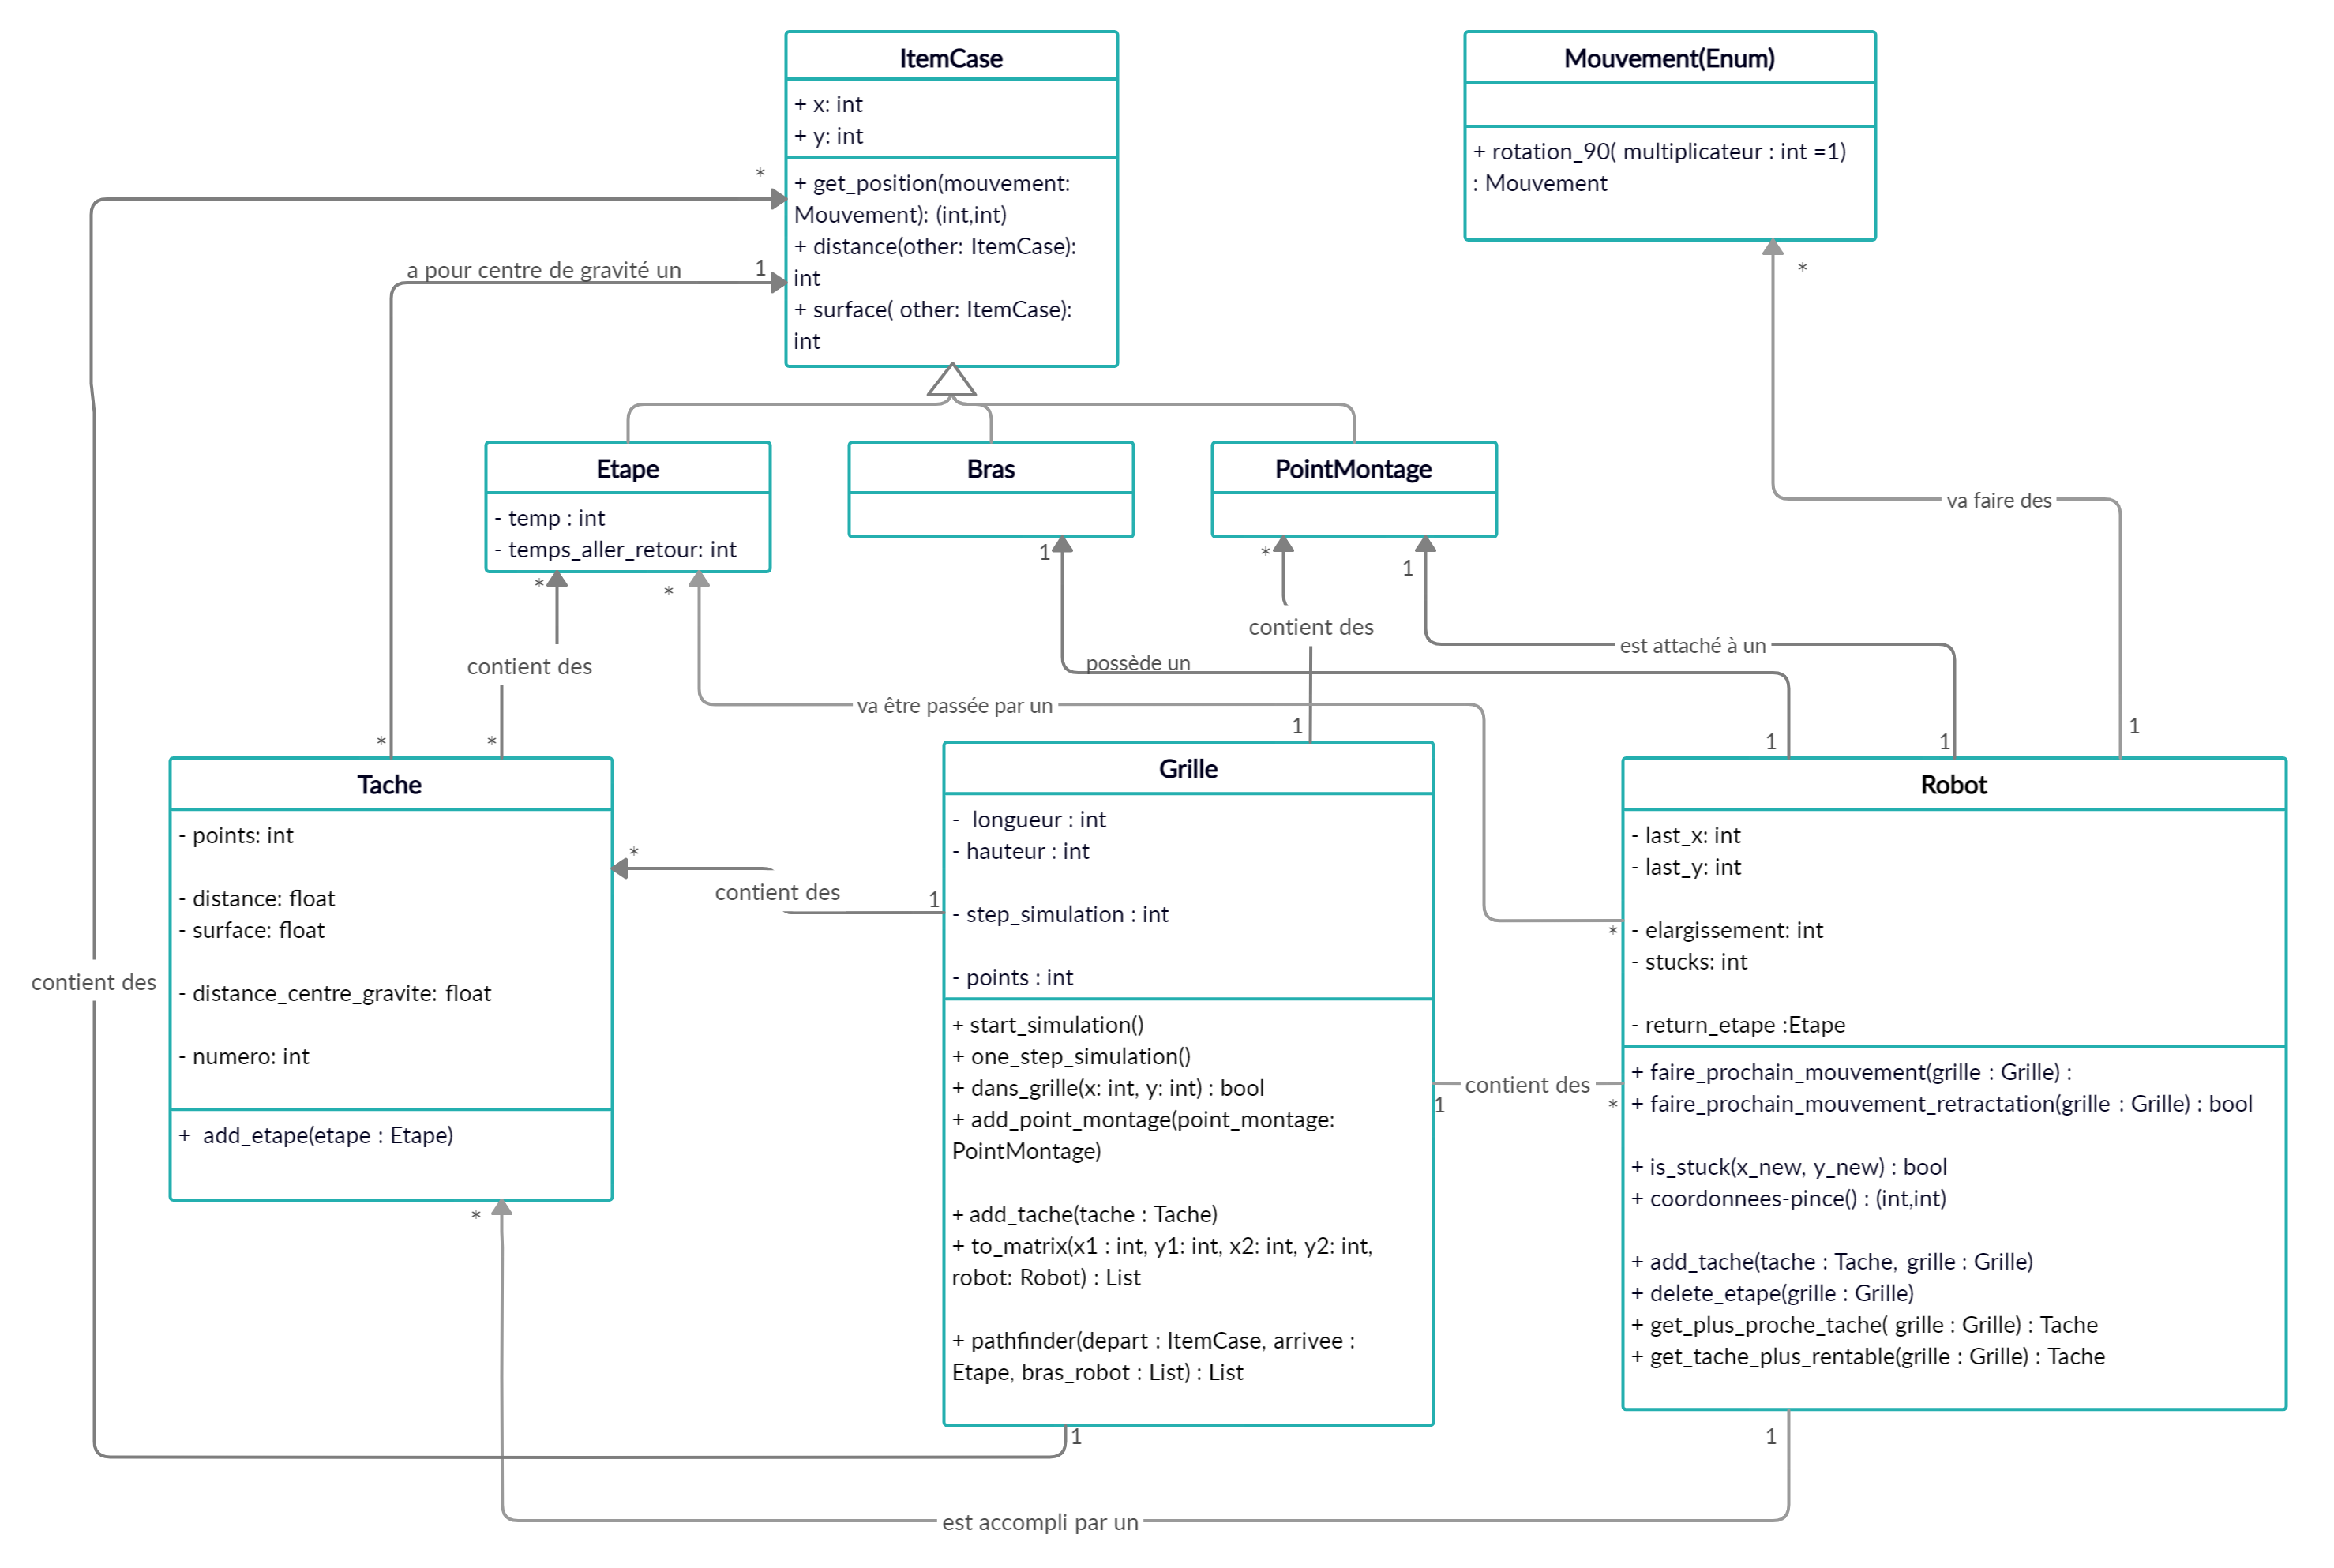 ItemCase
+ x: int
+ y: int
+ get_position(mouvement:
Mouvement): (int,int)
+ distance(other: ItemCase):
int
+ surface( other: ItemCase):
int
Mouvement(Enum)
+ rotation_90( multiplicateur : int =1)
: Mouvement
*
a pour centre de gravité un
1
*
va faire des
1
Etape
- temp : int
- temps_aller_retour: int
Bras
PointMontage
*
*
1
*
1
contient des
contient des
possède un
est attaché à un
va être passée par un
*
*
1
1
1
Tache
- points: int
- distance: float
- surface: float
- distance_centre_gravite: float
- numero: int
+ add_etape(etape : Etape)
*
contient des
1
contient des
Grille
- longueur : int
- hauteur : int
- step_simulation : int
- points : int
+ start_simulation()
+ one_step_simulation()
+ dans_grille(x: int, y: int) : bool
+ add_point_montage(point_montage:
PointMontage)
+ add_tache(tache : Tache)
+ to_matrix(x1 : int, y1: int, x2: int, y2: int,
robot: Robot) : List
+ pathfinder(depart : ItemCase, arrivee :
Etape, bras_robot : List) : List
*
contient des
1
*
Robot
- last_x: int
- last_y: int
- elargissement: int
- stucks: int
- return_etape :Etape
+ faire_prochain_mouvement(grille : Grille) :
+ faire_prochain_mouvement_retractation(grille : Grille) : bool
+ is_stuck(x_new, y_new) : bool
+ coordonnees-pince() : (int,int)
+ add_tache(tache : Tache, grille : Grille)
+ delete_etape(grille : Grille)
+ get_plus_proche_tache( grille : Grille) : Tache
+ get_tache_plus_rentable(grille : Grille) : Tache
*
1
1
est accompli par un